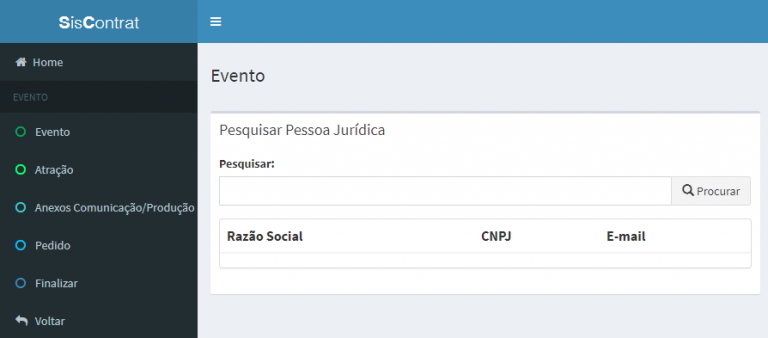 SisContrat
Home
EVENTO
Evento
Atração
Anexos Comunicação/Produção
Pedido
Finalizar
Voltar
Evento
Pesquisar Pessoa Jurídica
Pesquisar:
Procurar
Razão Social CNPJ E-mail